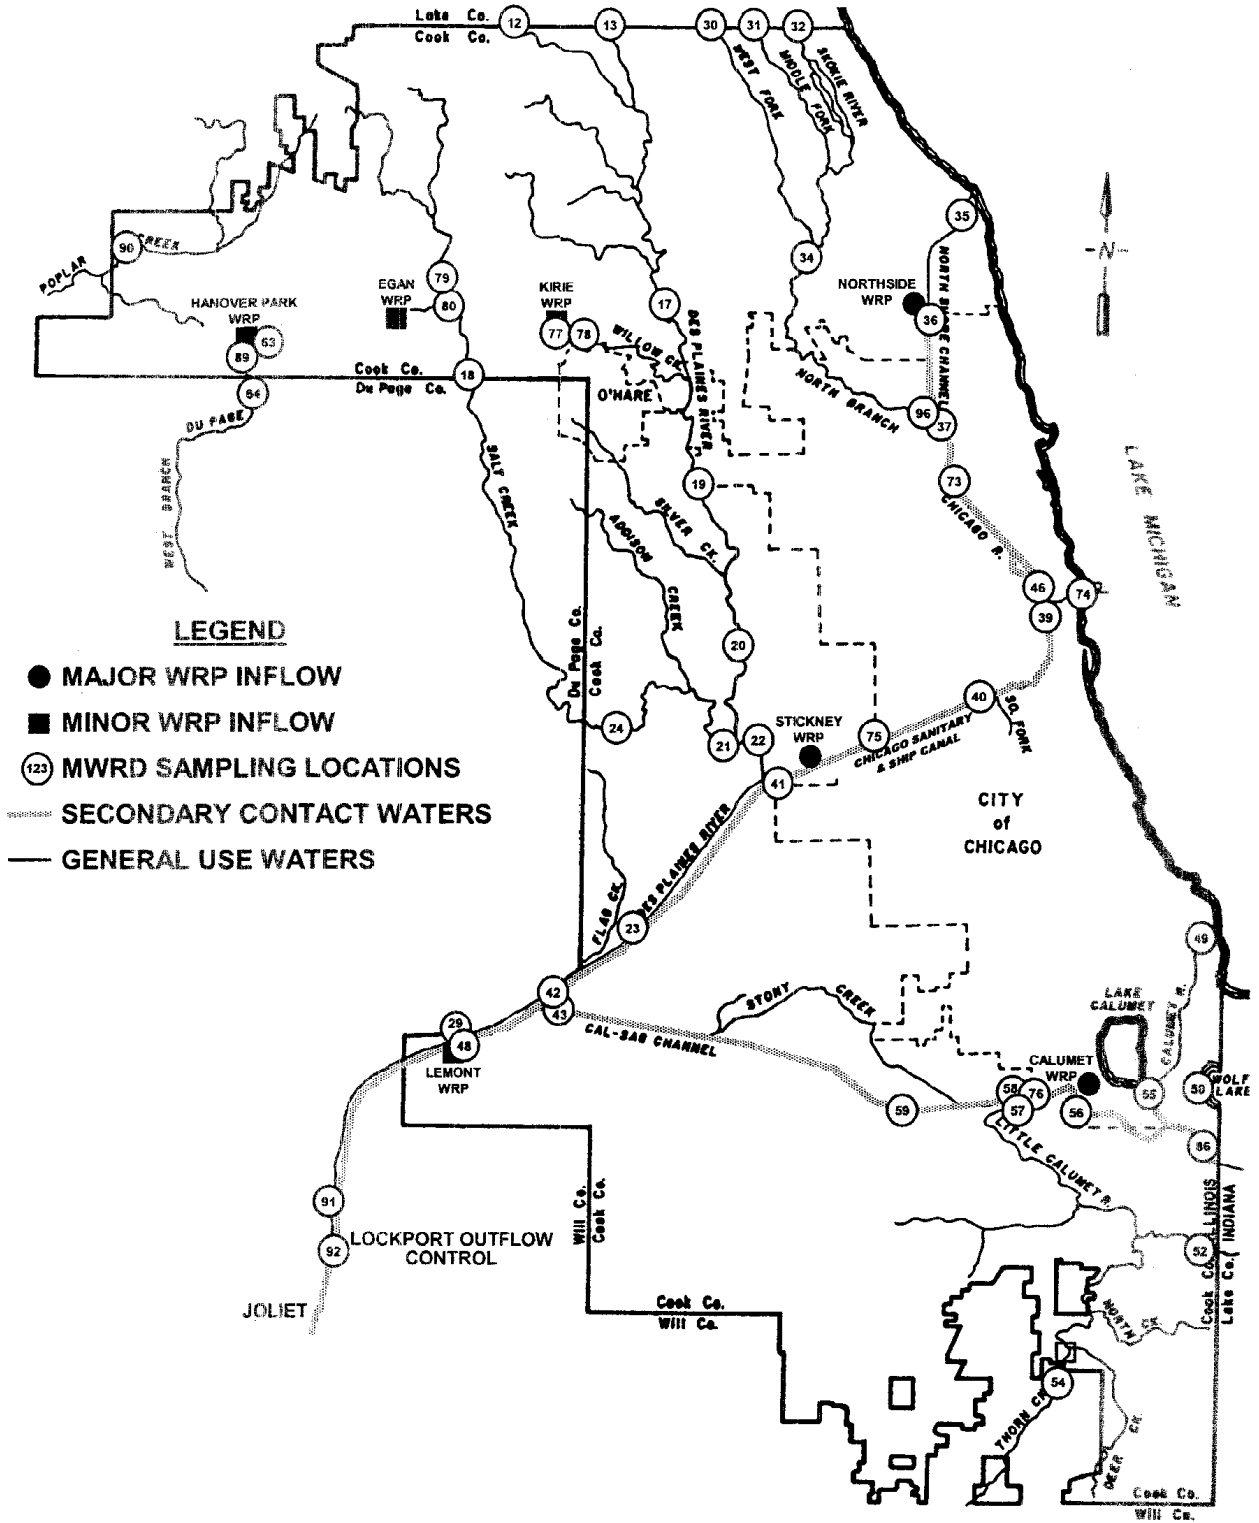 Lake Co.
Cook Co.
12
13
30
31
32
WEST FORK
MIDDLE FORK
SKOKIE RIVER
35
N
34
90
CREEK
POPLAR
HANOVER PARK
WRP
63
89
64
DU PAGE
WEST BRANCH
EGAN
WRP
79
80
KIRIE
WRP
77
78
WILLOW CK.
17
DES PLAINES RIVER
O'HARE
NORTHSIDE
WRP
36
NORTH SHORE CHANNEL
NORTH BRANCH
96
37
Cook Co.
Du Page Co.
18
SALT CREEK
19
SILVER CK.
ADDISON
CREEK
73
CHICAGO R.
LAKE MICHIGAN
46
74
39
Du Page Co.
Cook Co.
20
24
21
22
STICKNEY
WRP
75
40
SO. FORK
CHICAGO SANITARY
& SHIP CANAL
41
CITY
of
CHICAGO
LEGEND
MAJOR WRP INFLOW
MINOR WRP INFLOW
123 MWRD SAMPLING LOCATIONS
SECONDARY CONTACT WATERS
GENERAL USE WATERS
DES PLAINES RIVER
FLAG CK.
23
42
43
29
48
LEMONT
WRP
CAL-SAG CHANNEL
STONY
CREEK
49
LAKE
CALUMET
CALUMET R.
CALUMET
WRP
58
76
57
56
59
55
50
WOLF
LAKE
86
LITTLE CALUMET R.
91
92
LOCKPORT OUTFLOW
CONTROL
JOLIET
Will Co.
Cook Co.
52
ILLINOIS
INDIANA
Cook Co.
Lake Co.
Cook Co.
Will Co.
NORTH
CK.
54
THORN CK.
DEER
CK.
Cook Co.
Will Co.